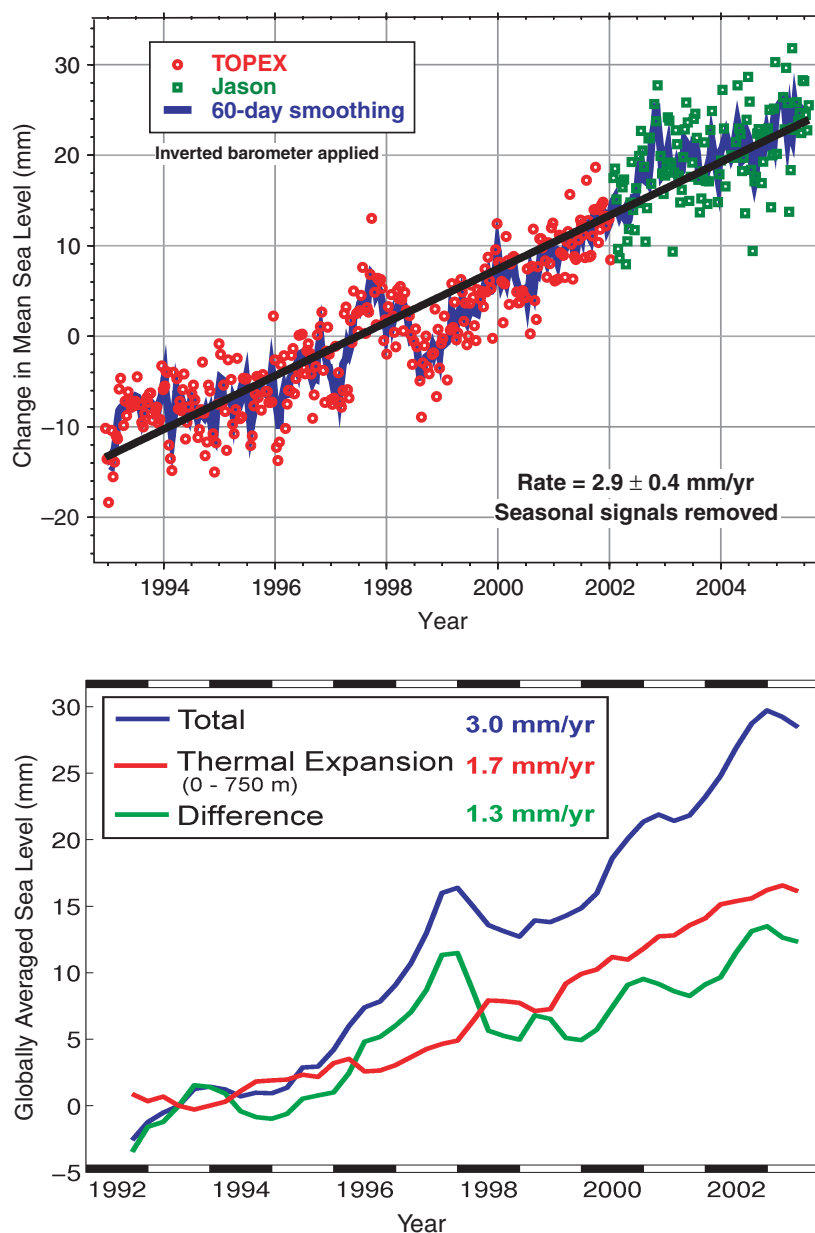 30
20
10
0
−10
−20
Change in Mean Sea Level (mm)
TOPEX
Jason
60-day smoothing
Inverted barometer applied
Rate = 2.9 ± 0.4 mm/yr
Seasonal signals removed
1994 1996 1998 2000 2002 2004
Year
30
25
20
15
10
5
0
−5
Globally Averaged Sea Level (mm)
Total 3.0 mm/yr
Thermal Expansion 1.7 mm/yr
(0 - 750 m)
Difference 1.3 mm/yr
1992 1994 1996 1998 2000 2002
Year